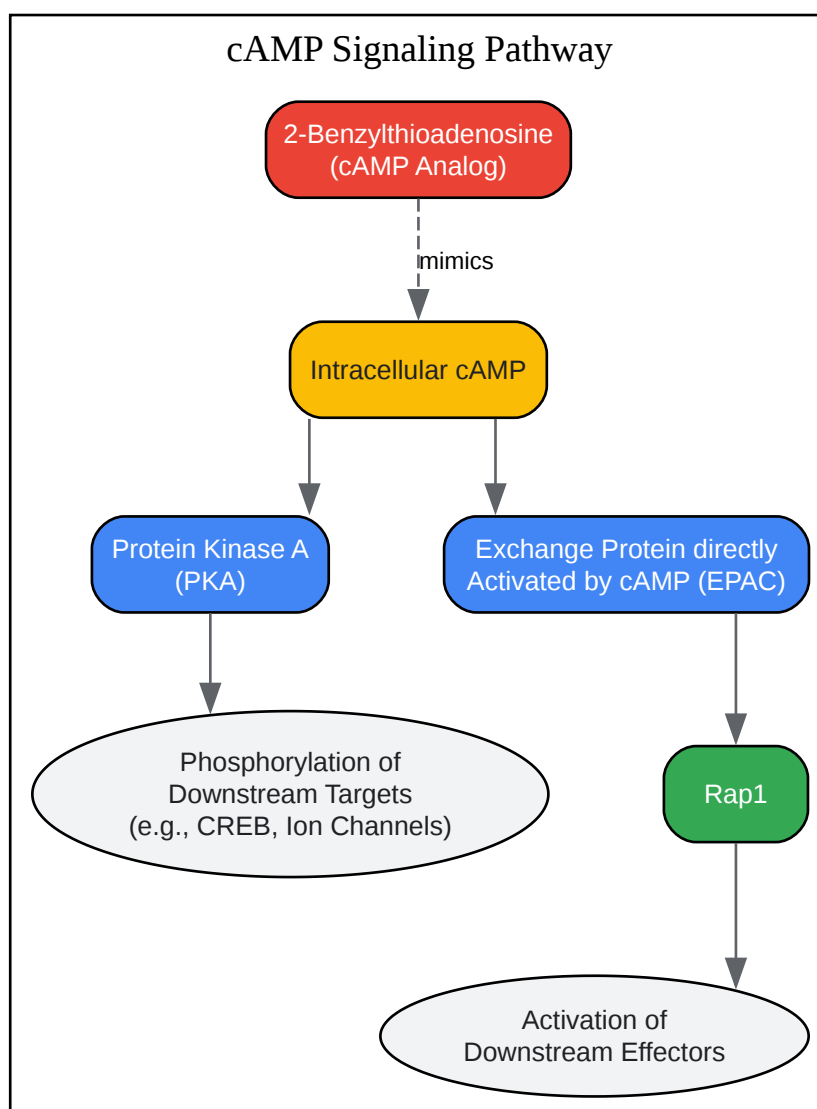 cAMP Signaling Pathway
2-Benzylthioadenosine
(cAMP Analog)
mimics
Intracellular cAMP
Protein Kinase A
(PKA)
Exchange Protein directly
Activated by cAMP (EPAC)
Phosphorylation of
Downstream Targets
(e.g., CREB, Ion Channels)
Rap1
Activation of
Downstream Effectors